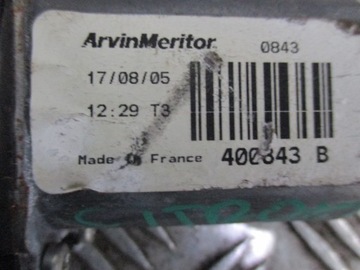 ArvinMeritor 0843
17/08/05
12:29 T3
Made in France 400843 B